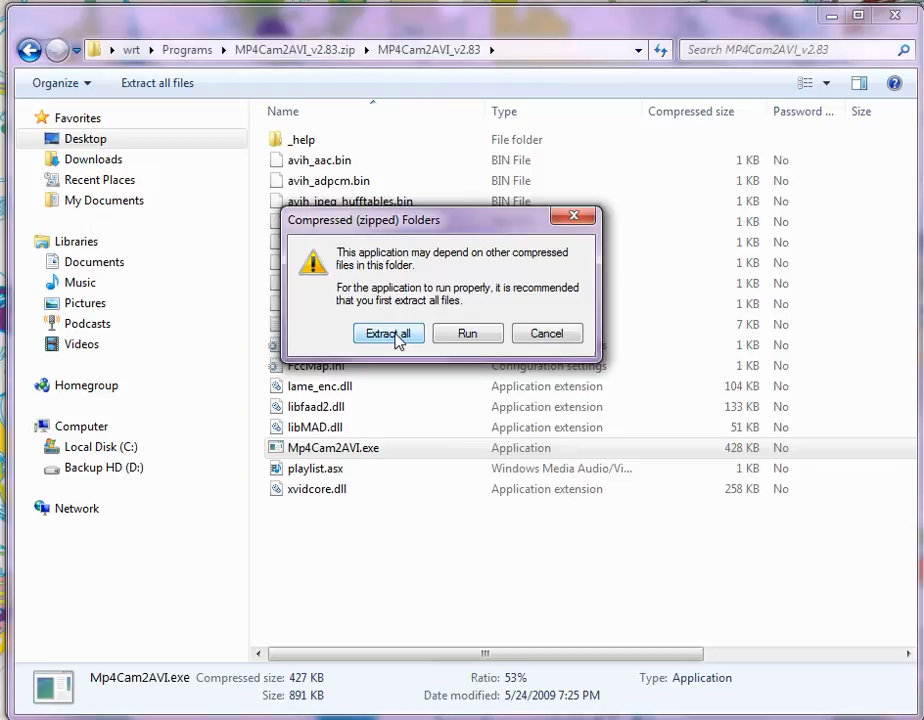 wrt Programs MP4Cam2AVI_v2.83.zip MP4Cam2AVI_v2.83 Search MP4Cam2AVI_v2.83
Organize Extract all files
Favorites
Desktop
Downloads
Recent Places
My Documents
Libraries
Documents
Music
Pictures
Podcasts
Videos
Homegroup
Computer
Local Disk (C:)
Backup HD (D:)
Network
Name Type Compressed size Password ... Size
_help File folder
avih_aac.bin BIN File 1 KB No
avih_adpcm.bin BIN File 1 KB No
avih_jpeg_hufftables.bin BIN File 1 KB No
1 KB No
1 KB No
1 KB No
1 KB No
7 KB No
No
FccMap.ini Configuration settings 1 KB No
lame_enc.dll Application extension 104 KB No
libfaad2.dll Application extension 133 KB No
libMAD.dll Application extension 51 KB No
Mp4Cam2AVI.exe Application 428 KB No
playlist.asx Windows Media Audio/Vi... 1 KB No
xvidcore.dll Application extension 258 KB No
Compressed (zipped) Folders
This application may depend on other compressed
files in this folder.
For the application to run properly, it is recommended
that you first extract all files.
Extract all Run Cancel
Mp4Cam2AVI.exe Compressed size: 427 KB Ratio: 53% Type: Application
Size: 891 KB Date modified: 5/24/2009 7:25 PM